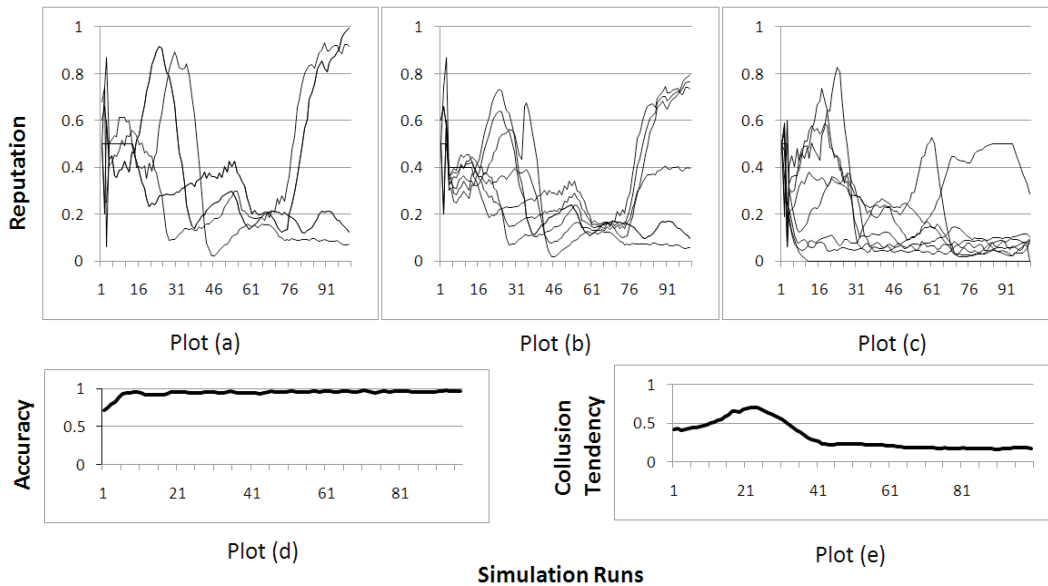 1
0.8
0.6
0.4
0.2
0
1 16 31 46 61 76 91
Plot (a)
1
0.8
0.6
0.4
0.2
0
1 16 31 46 61 76 91
Plot (b)
1
0.8
0.6
0.4
0.2
0
1 16 31 46 61 76 91
Plot (c)
Reputation
1
0.5
0
1 21 41 61 81
Accuracy
Plot (d)
1
0.5
0
1 21 41 61 81
Collusion
Tendency
Plot (e)
Simulation Runs